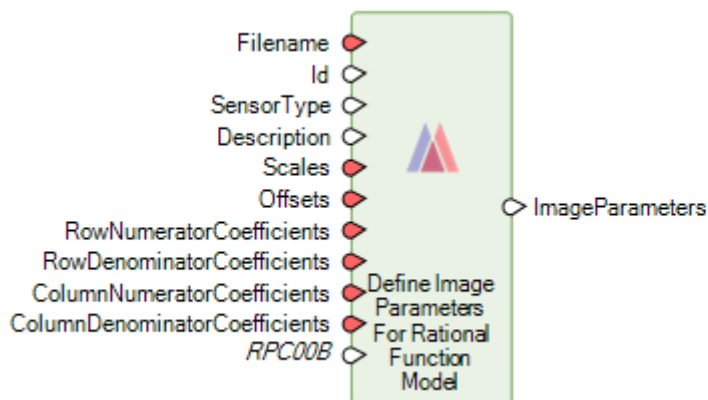 Filename
Id
SensorType
Description
Scales
Offsets
RowNumeratorCoefficients
RowDenominatorCoefficients
ColumnNumeratorCoefficients
ColumnDenominatorCoefficients
RPC00B
Define Image
Parameters
For Rational
Function
Model
ImageParameters